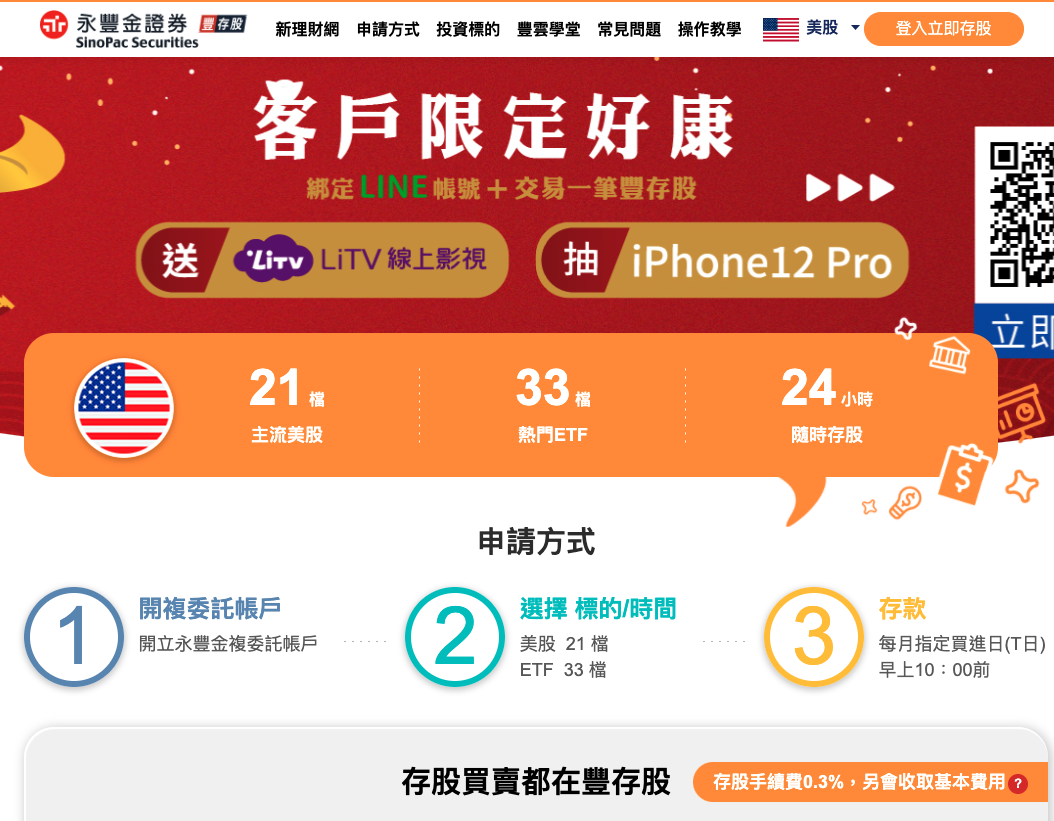 永豐金證券 豐存股
SinoPac Securities
新理財網 申請方式 投資標的 豐雲學堂 常見問題 操作教學 美股 登入立即存股
客戶限定好康
綁定LINE帳號＋交易一筆豐存股
送 LiTV LiTV 線上影視
抽 iPhone12 Pro
立即
21 檔
主流美股
33 檔
熱門ETF
24 小時
隨時存股
申請方式
1
開複委託帳戶
開立永豐金複委託帳戶
2
選擇 標的/時間
美股 21 檔
ETF 33 檔
3
存款
每月指定買進日(T日)
早上10：00前
存股買賣都在豐存股
存股手續費0.3%，另會收取基本費用 ?